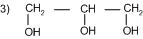 3) CH₂ — CH — CH₂
OH OH OH